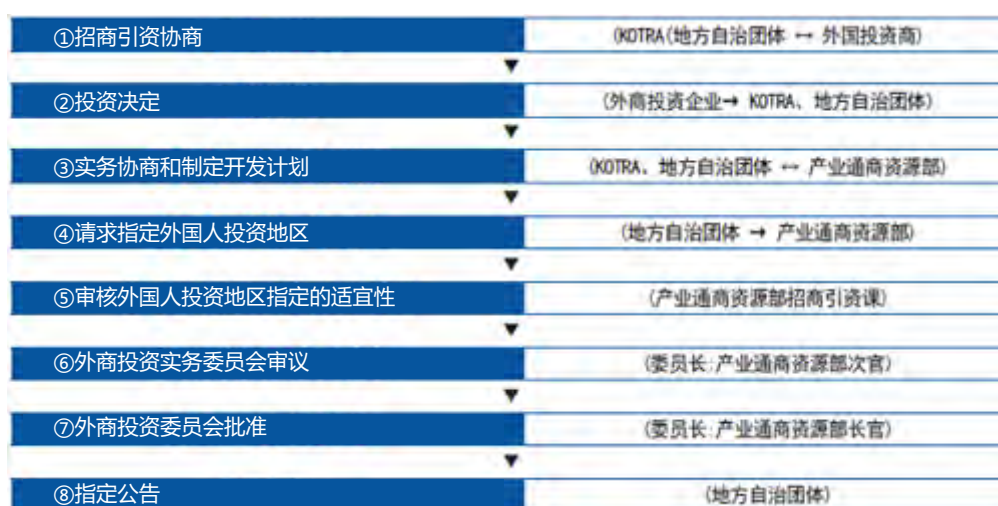 ①招商引资协商 (KOTRA(地方自治团体 ↔ 外国投资商)
▼
②投资决定 (外商投资企业→ KOTRA、地方自治团体)
▼
③实务协商和制定开发计划 (KOTRA、地方自治团体 ↔ 产业通商资源部)
▼
④请求指定外国人投资地区 (地方自治团体 → 产业通商资源部)
▼
⑤审核外国人投资地区指定的适宜性 (产业通商资源部招商引资课)
▼
⑥外商投资实务委员会审议 (委员长:产业通商资源部次官)
▼
⑦外商投资委员会批准 (委员长:产业通商资源部长官)
▼
⑧指定公告 (地方自治团体)